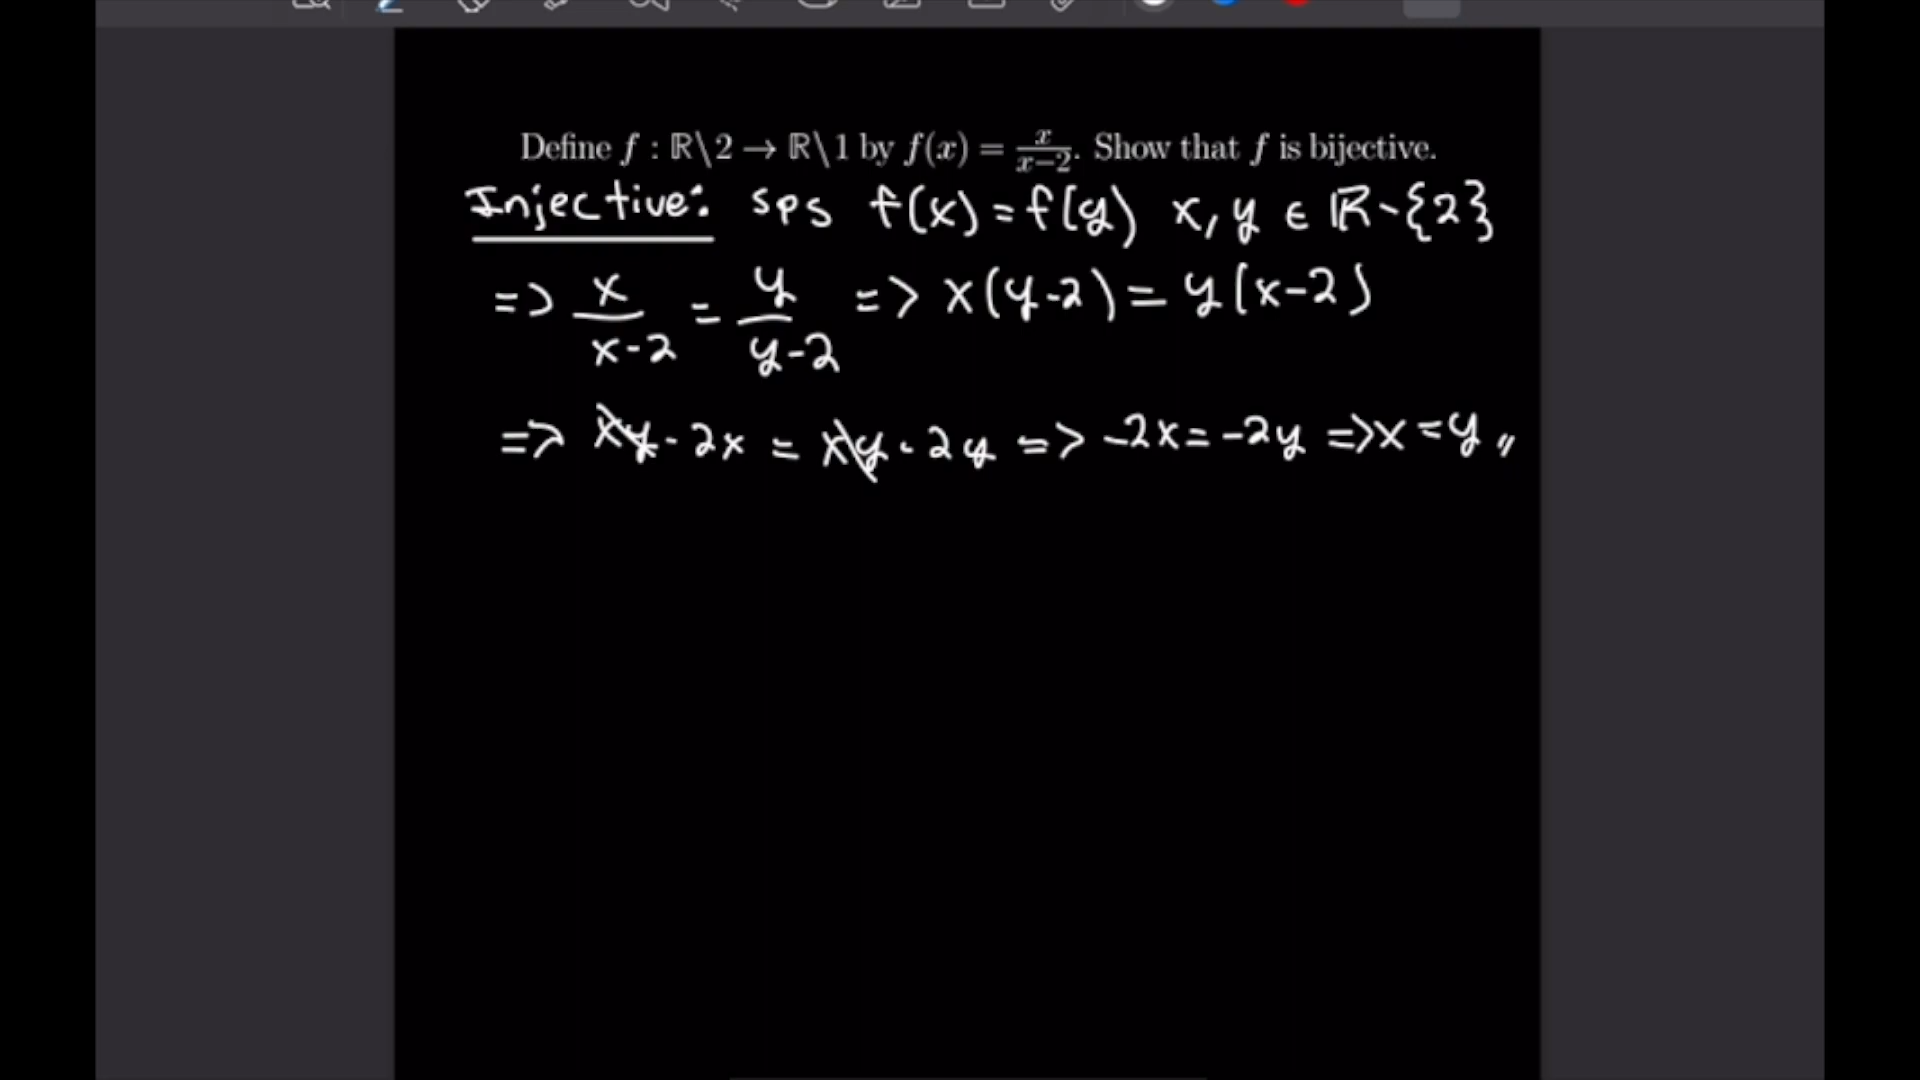 Define f : ℝ\2 → ℝ\1 by f(x) = x/(x−2). Show that f is bijective.
Injective: sps f(x) = f(y) x, y ∈ ℝ - {2}
=> x/(x-2) = y/(y-2) => x(y-2) = y(x-2)
=> xy - 2x = xy - 2y => -2x = -2y => x = y //